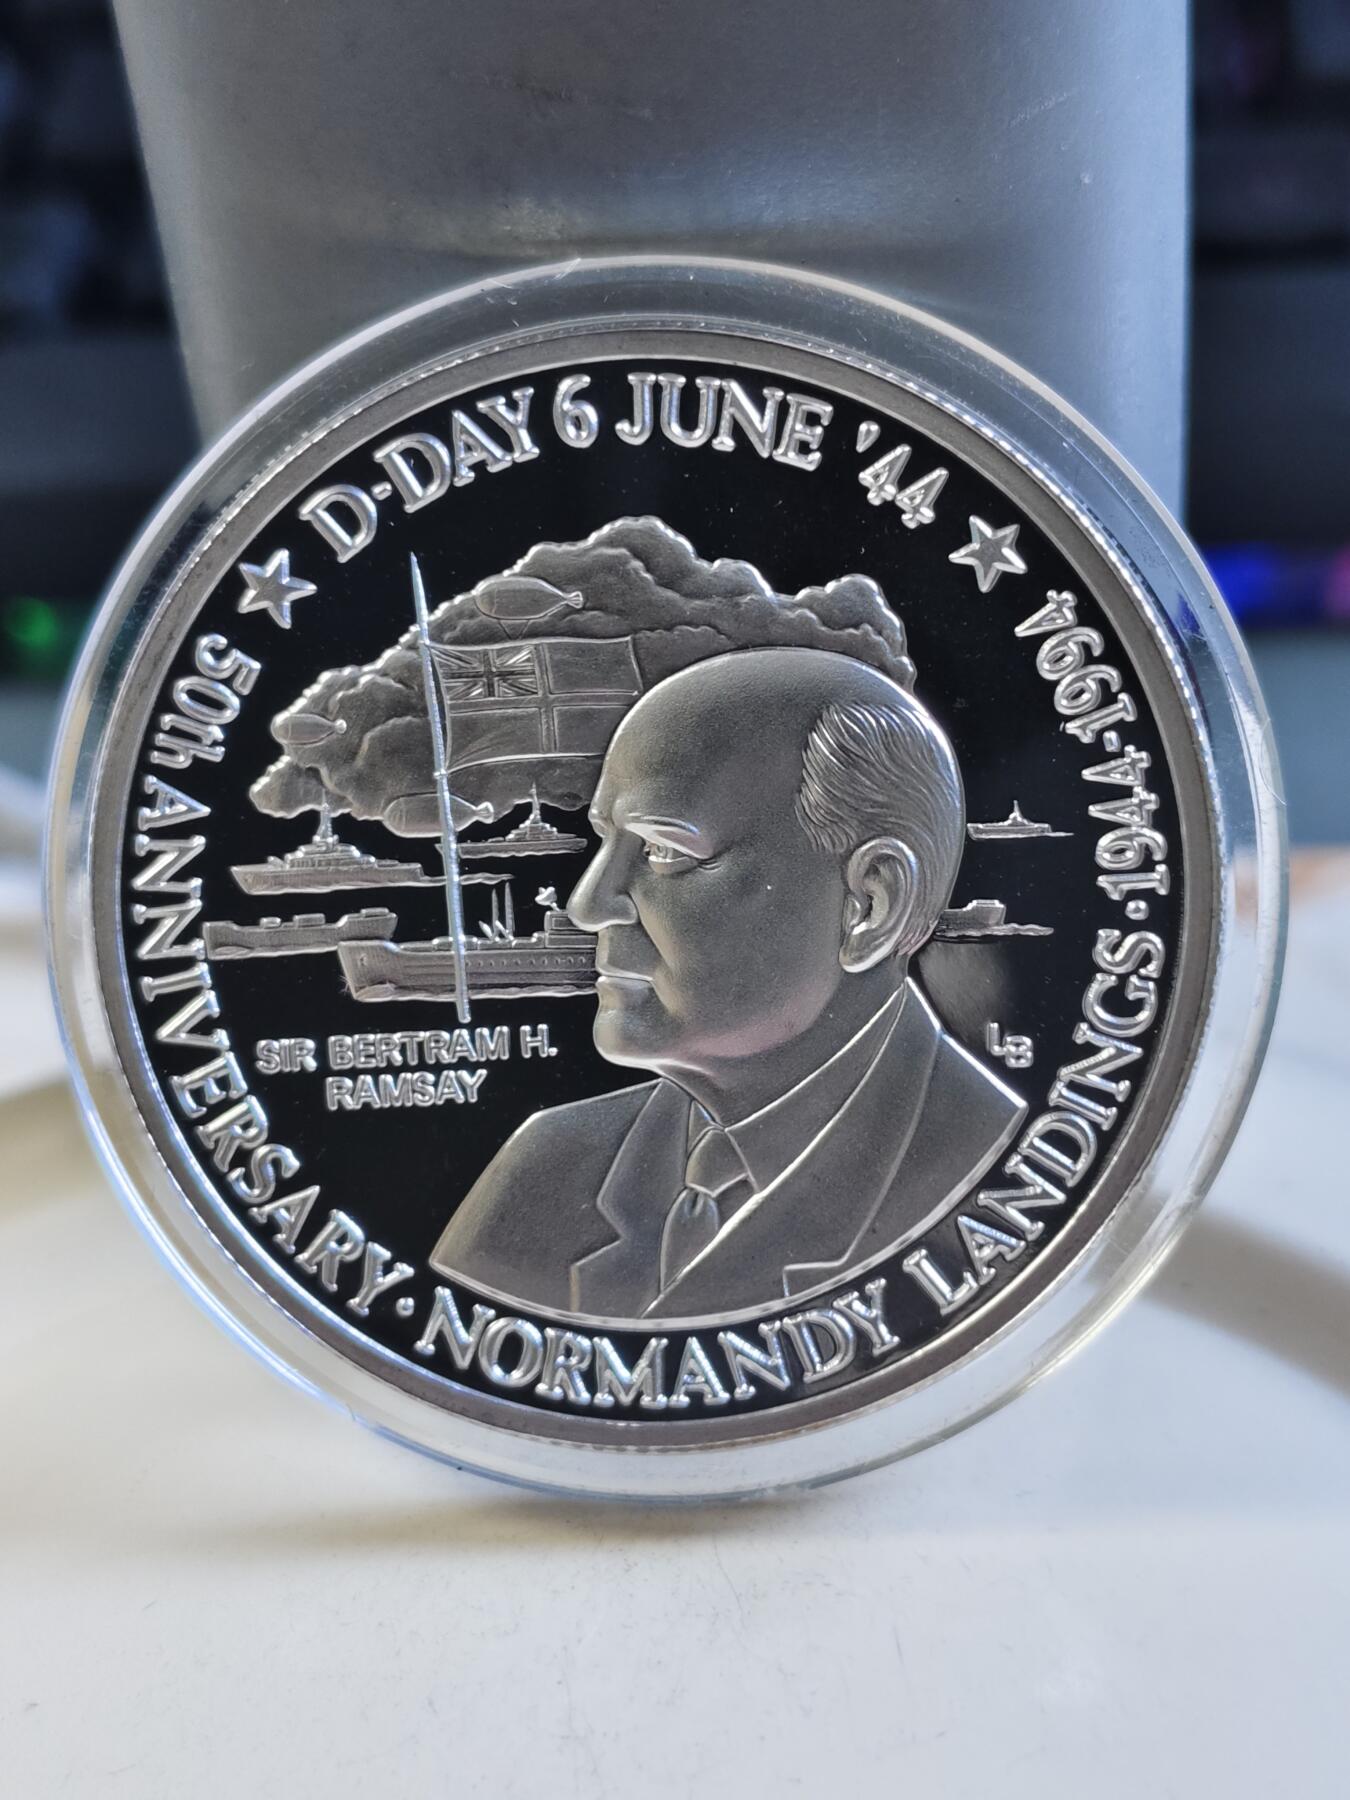 D-DAY 6 JUNE '44
50th ANNIVERSARY · NORMANDY LANDINGS · 1944-1994
SIR BERTRAM H.
RAMSAY
LB